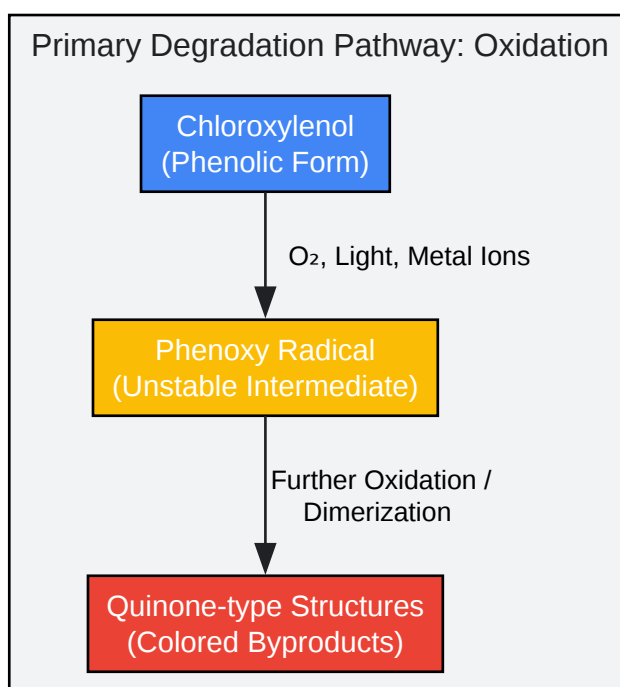 Primary Degradation Pathway: Oxidation
Chloroxylenol
(Phenolic Form)
O₂, Light, Metal Ions
Phenoxy Radical
(Unstable Intermediate)
Further Oxidation /
Dimerization
Quinone-type Structures
(Colored Byproducts)